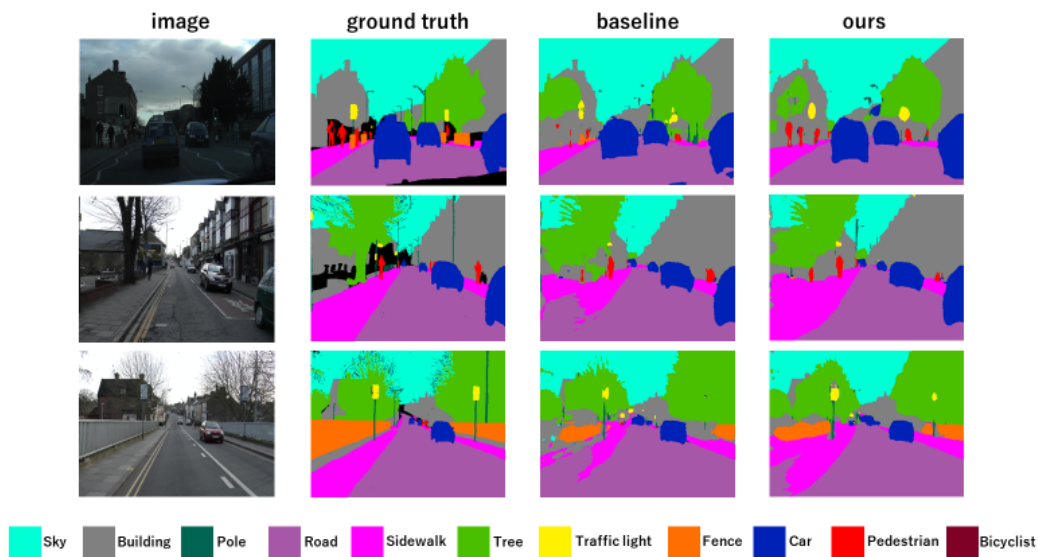 image ground truth baseline ours
Sky Building Pole Road Sidewalk Tree Traffic light Fence Car Pedestrian Bicyclist